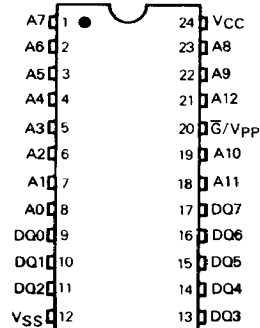 A7 1 24 VCC
A6 2 23 A8
A5 3 22 A9
A4 4 21 A12
A3 5 20 G̅/VPP
A2 6 19 A10
A1 7 18 A11
A0 8 17 DQ7
DQ0 9 16 DQ6
DQ1 10 15 DQ5
DQ2 11 14 DQ4
VSS 12 13 DQ3